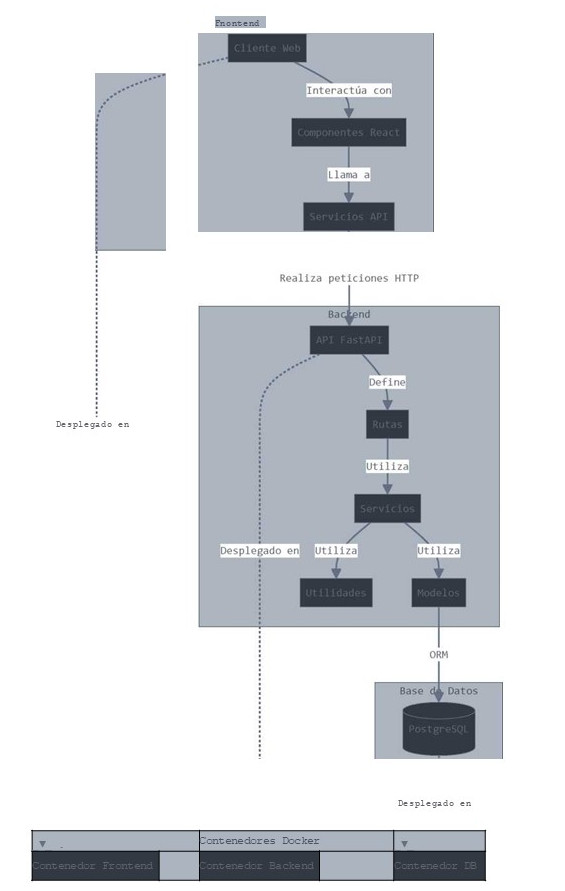 Frontend
Cliente Web
Interactúa con
Componentes React
Llama a
Servicios API
Realiza peticiones HTTP
Backend
API FastAPI
Define
Desplegado en
Rutas
Utiliza
Servicios
Desplegado en
Utiliza
Utiliza
Utilidades
Modelos
ORM
Base de Datos
PostgreSQL
Desplegado en
Contenedores Docker
Contenedor Frontend
Contenedor Backend
Contenedor DB